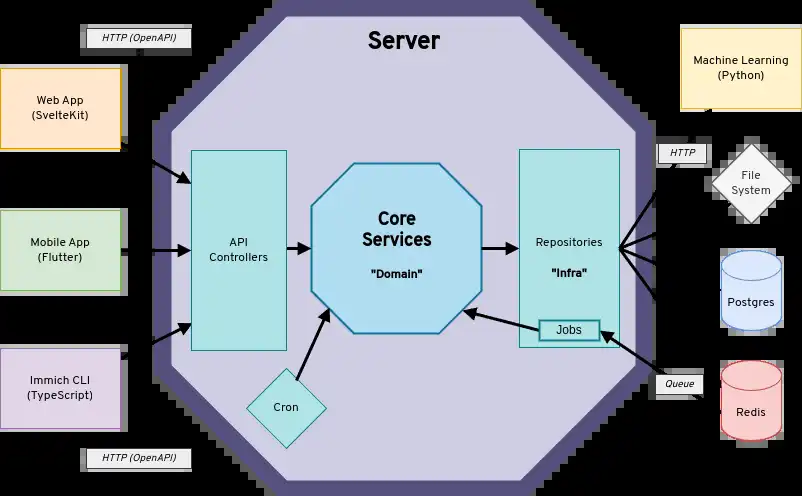 HTTP (OpenAPI)
Server
Machine Learning
(Python)
Web App
(SvelteKit)
HTTP
File
System
Core
Services
"Domain"
API
Controllers
Repositories
"Infra"
Mobile App
(Flutter)
Postgres
Jobs
Immich CLI
(TypeScript)
Queue
Cron
Redis
HTTP (OpenAPI)